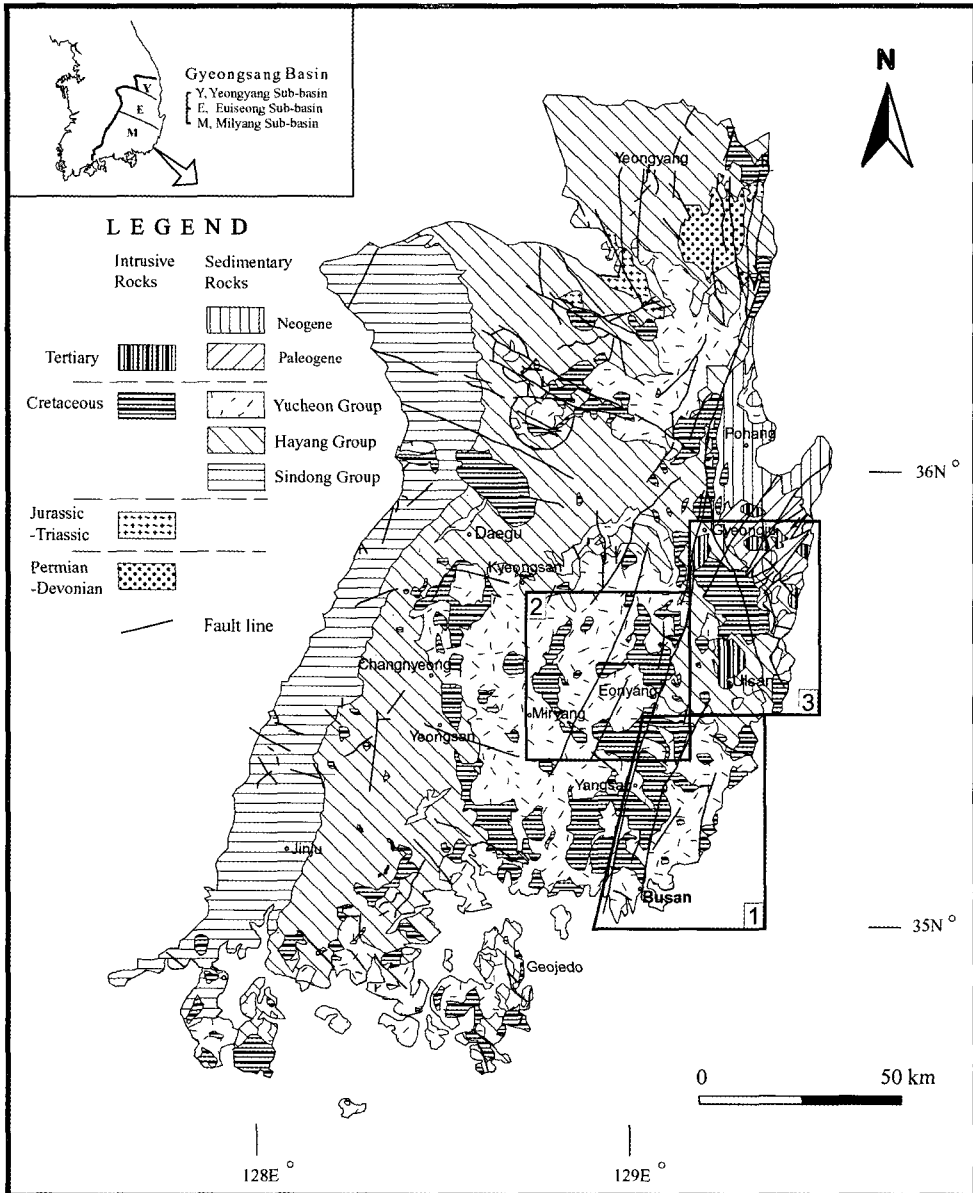 Gyeongsang Basin
Y, Yeongyang Sub-basin
E, Euiseong Sub-basin
M, Milyang Sub-basin
Y
E
M
N
LEGEND
Intrusive Rocks
Sedimentary Rocks
Neogene
Tertiary
Paleogene
Cretaceous
Yucheon Group
Hayang Group
Sindong Group
Jurassic
-Triassic
Permian
-Devonian
Fault line
Yeongyang
Pohang
36N°
Daegu
Gyeongju
Kyeongsan
2
Changnyeong
Eonyang
Ulsan
3
Miryang
Yeongsan
Yangsan
Jinju
Busan
1
35N°
Geojedo
0
50 km
128E°
129E°